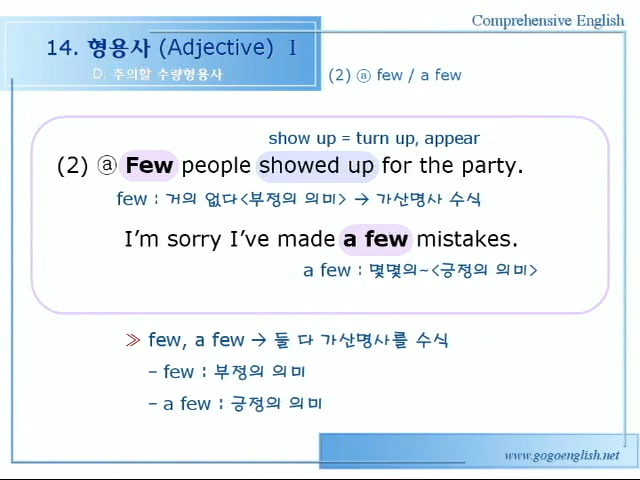 Comprehensive English
14. 형용사 (Adjective) Ⅰ
D. 주의할 수량형용사
(2) ⓐ few / a few
show up = turn up, appear
(2) ⓐ Few people showed up for the party.
few : 거의 없다<부정의 의미> → 가산명사 수식
I'm sorry I've made a few mistakes.
a few : 몇몇의~<긍정의 의미>
≫ few, a few → 둘 다 가산명사를 수식
- few : 부정의 의미
- a few : 긍정의 의미
www.gogoenglish.net